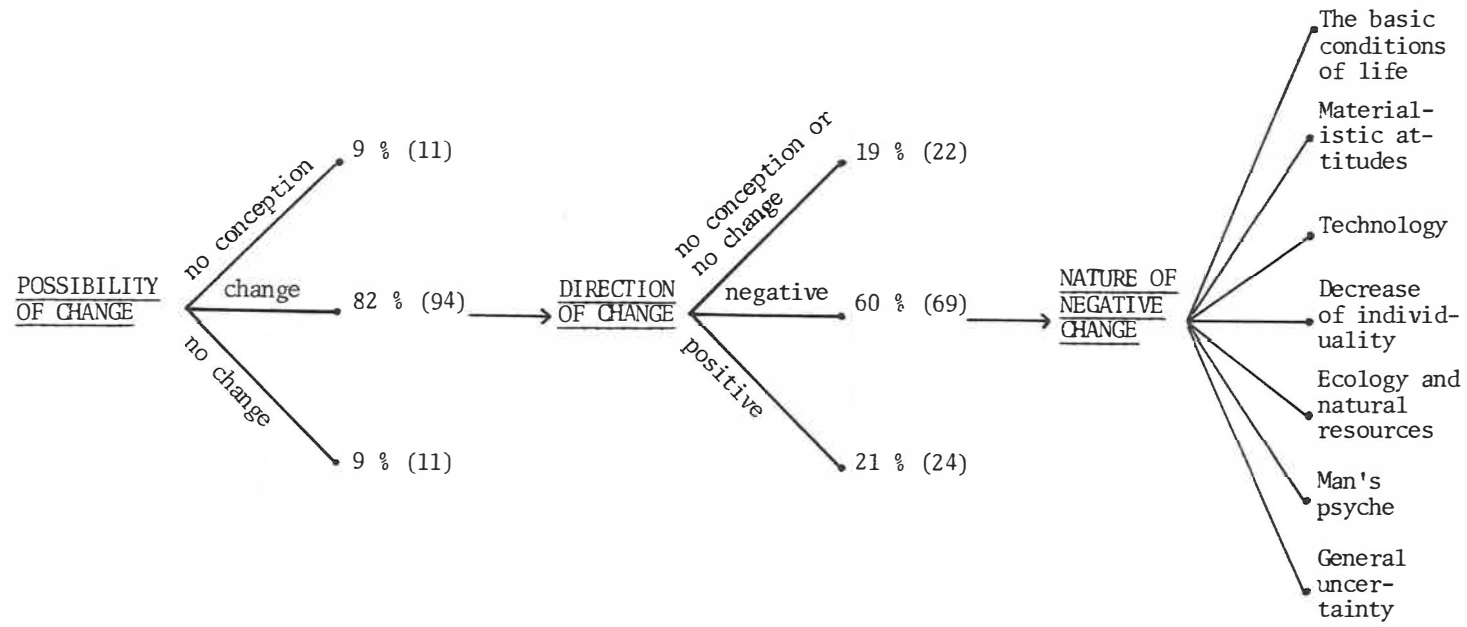 POSSIBILITY
OF CHANGE
no conception
9 % (11)
change
82 % (94)
no change
9 % (11)
DIRECTION
OF CHANGE
no conception or
no change
19 % (22)
negative
60 % (69)
positive
21 % (24)
NATURE OF
NEGATIVE
CHANGE
The basic
conditions
of life
Material-
istic at-
titudes
Technology
Decrease
of individ-
uality
Ecology and
natural
resources
Man's
psyche
General
uncer-
tainty